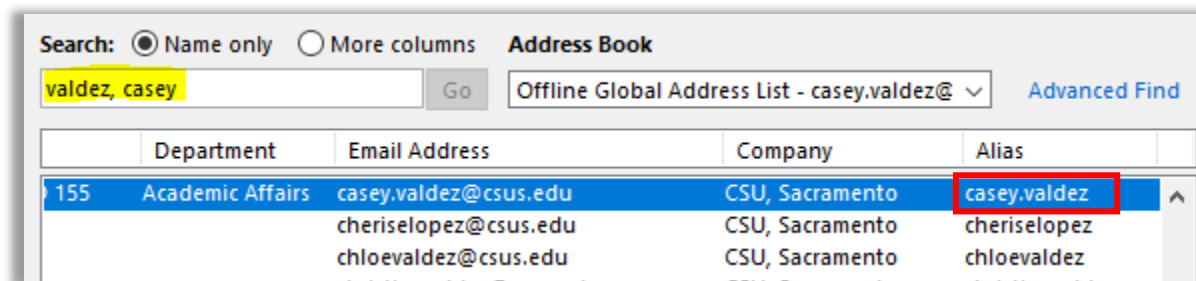 Search: Name only More columns Address Book
valdez, casey Go Offline Global Address List - casey.valdez@ Advanced Find
Department Email Address Company Alias
155 Academic Affairs casey.valdez@csus.edu CSU, Sacramento casey.valdez
cheriselopez@csus.edu CSU, Sacramento cheriselopez
chloevaldez@csus.edu CSU, Sacramento chloevaldez